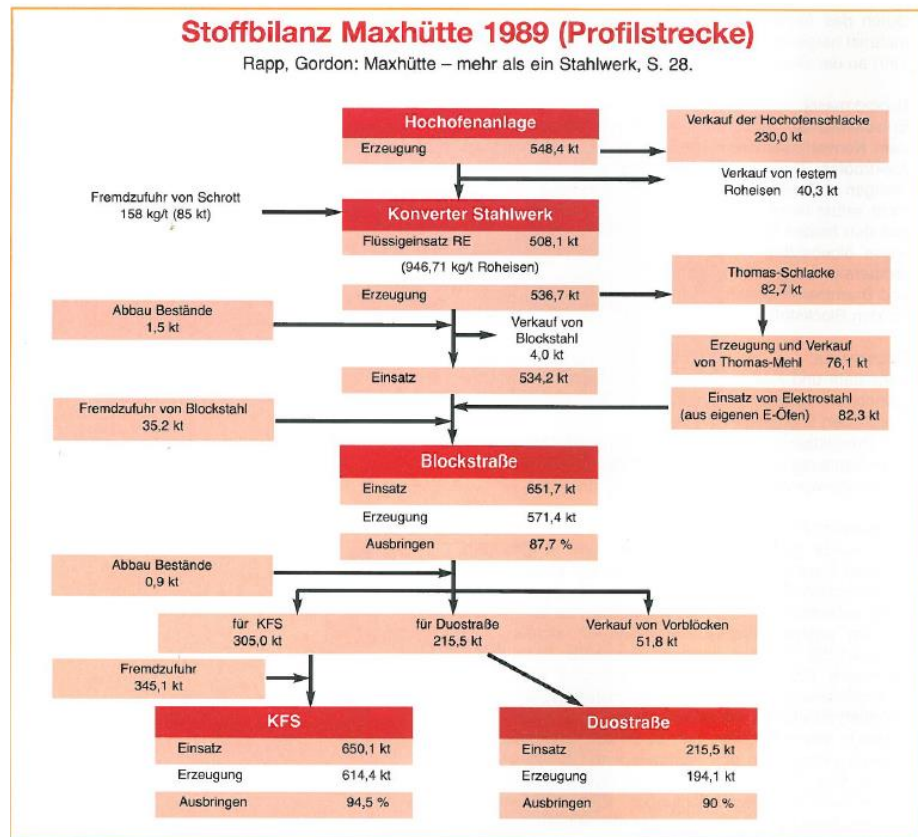 Stoffbilanz Maxhütte 1989 (Profilstrecke)
Rapp, Gordon: Maxhütte – mehr als ein Stahlwerk, S. 28.
Hochofenanlage
Erzeugung 548,4 kt
Verkauf der Hochofenschlacke
230,0 kt
Verkauf von festem
Roheisen 40,3 kt
Fremdzufuhr von Schrott
158 kg/t (85 kt)
Konverter Stahlwerk
Flüssigeinsatz RE 508,1 kt
(946,71 kg/t Roheisen)
Erzeugung 536,7 kt
Thomas-Schlacke
82,7 kt
Abbau Bestände
1,5 kt
Verkauf von
Blockstahl
4,0 kt
Erzeugung und Verkauf
von Thomas-Mehl 76,1 kt
Einsatz 534,2 kt
Fremdzufuhr von Blockstahl
35,2 kt
Einsatz von Elektrostahl
(aus eigenen E-Öfen) 82,3 kt
Blockstraße
Einsatz 651,7 kt
Erzeugung 571,4 kt
Ausbringen 87,7 %
Abbau Bestände
0,9 kt
für KFS
305,0 kt
für Duostraße
215,5 kt
Verkauf von Vorblöcken
51,8 kt
Fremdzufuhr
345,1 kt
KFS
Einsatz 650,1 kt
Erzeugung 614,4 kt
Ausbringen 94,5 %
Duostraße
Einsatz 215,5 kt
Erzeugung 194,1 kt
Ausbringen 90 %